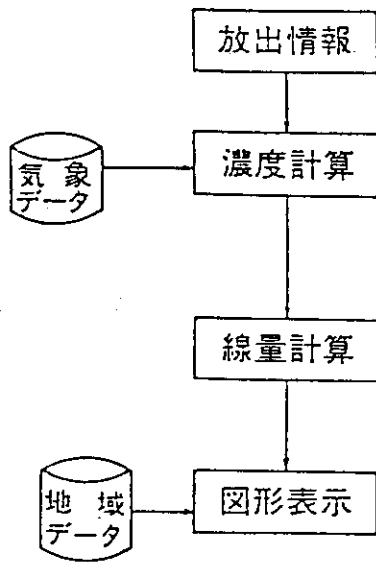 放出情報
濃度計算
気象
データ
線量計算
図形表示
地域
データ